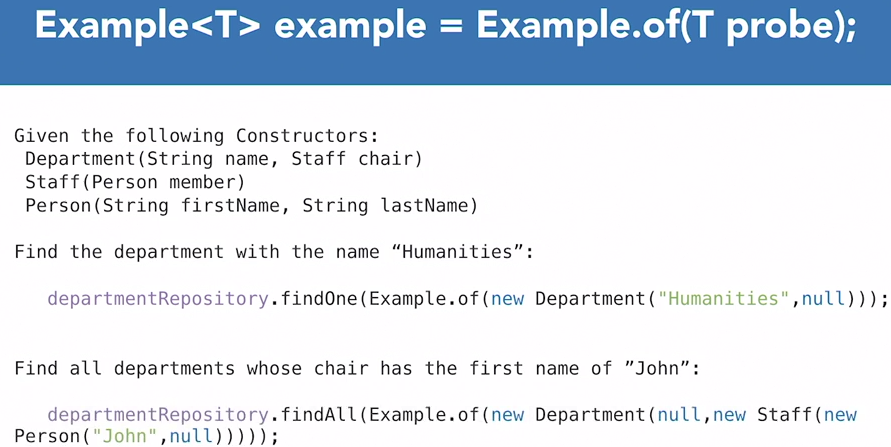 Example<T> example = Example.of(T probe);
Given the following Constructors:
Department(String name, Staff chair)
Staff(Person member)
Person(String firstName, String lastName)
Find the department with the name “Humanities”:
departmentRepository.findOne(Example.of(new Department("Humanities",null)));
Find all departments whose chair has the first name of ”John”:
departmentRepository.findAll(Example.of(new Department(null,new Staff(new
Person("John",null)))));